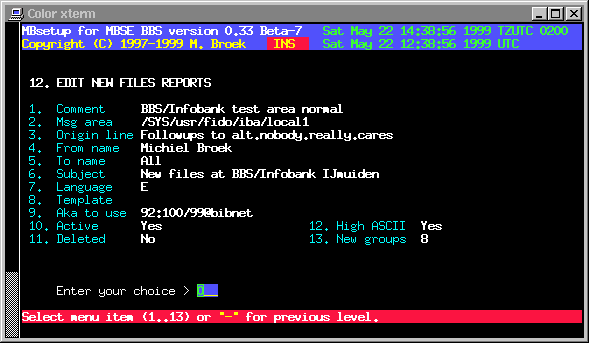 Color xterm
MBsetup for MBSE BBS version 0.33 Beta-7 Sat May 22 14:38:56 1999 TZUTC 0200
Copyright (C) 1997-1999 M. Broek INS Sat May 22 12:38:56 1999 UTC
12. EDIT NEW FILES REPORTS
1. Comment BBS/Infobank test area normal
2. Msg area /SYS/usr/fido/iba/local1
3. Origin line Followups to alt.nobody.really.cares
4. From name Michiel Broek
5. To name All
6. Subject New files at BBS/Infobank IJmuiden
7. Language E
8. Template
9. Aka to use 92:100/99@bibnet
10. Active Yes 12. High ASCII Yes
11. Deleted No 13. New groups 8
Enter your choice > 0__
Select menu item (1..13) or "-" for previous level.